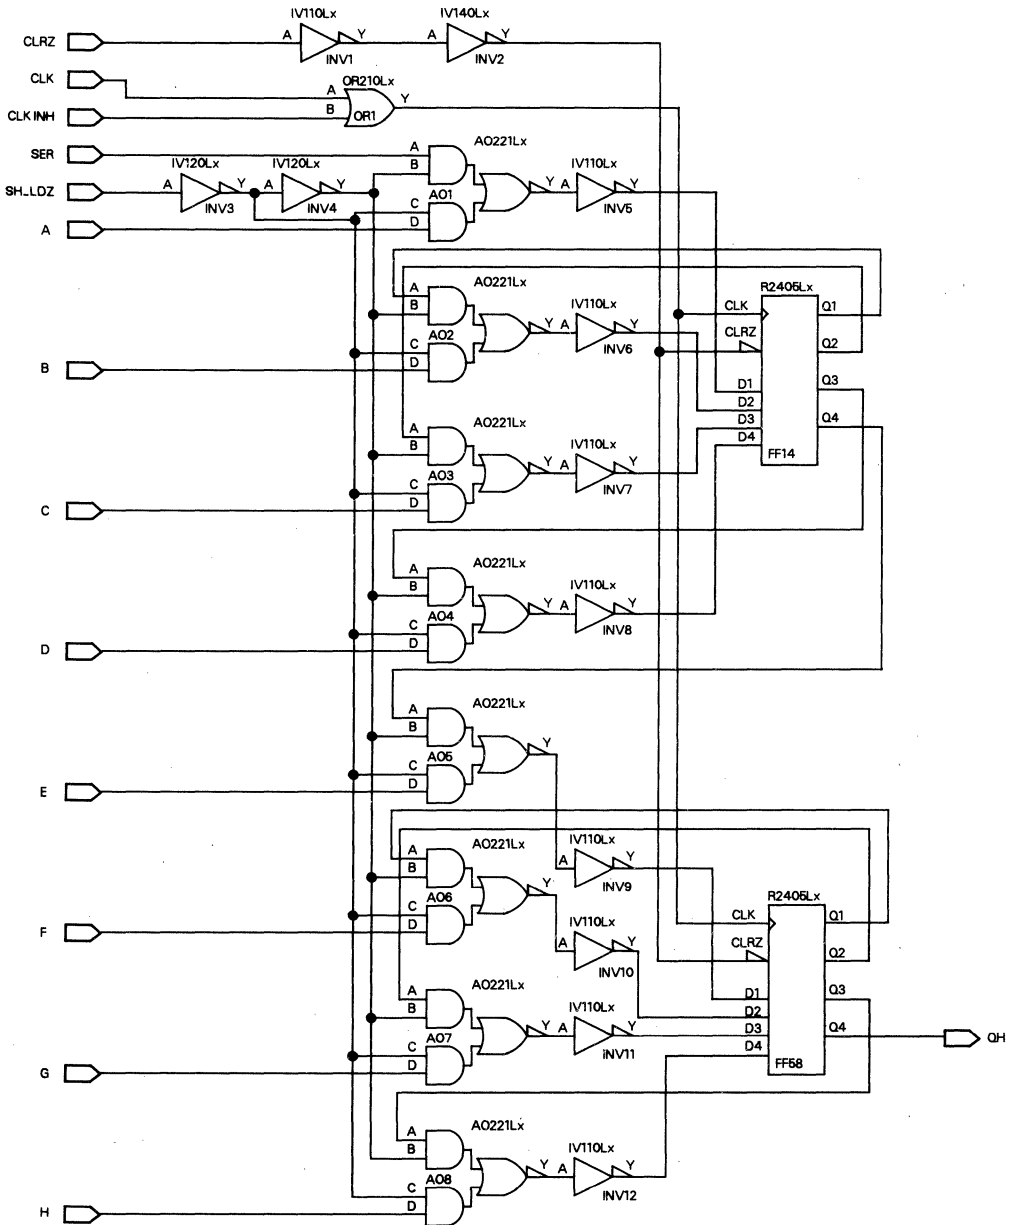 IV110Lx IV140Lx
CLRZ A Y A Y
INV1 INV2
CLK OR210Lx
A Y
CLK INH B OR1
AO221Lx
SER A
IV120Lx IV120Lx B IV110Lx
SH_LDZ A Y A Y Y A Y
INV3 INV4 AO1 INV5
C
A D
AO221Lx R2405Lx
A IV110Lx CLK Q1
B Y A Y
AO2 INV6 CLRZ Q2
C
B D Q3
D1
D2
AO221Lx D3 Q4
A IV110Lx D4
B FF14
Y A Y
AO3 INV7
C
C D
AO221Lx
A IV110Lx
B
Y A Y
AO4 INV8
C
D D
AO221Lx
A
B Y
AO5
C
E D
AO221Lx IV110Lx
A Y
B A INV9
Y R2405Lx
AO6
C IV110Lx CLK Q1
F D Y
A CLRZ Q2
INV10
AO221Lx
A IV110Lx D1 Q3
B D2
Y A Y D3 Q4 QH
AO7 INV11 D4
C FF58
G D
AO221Lx
A IV110Lx
B
Y A Y
AO8 INV12
C
H D